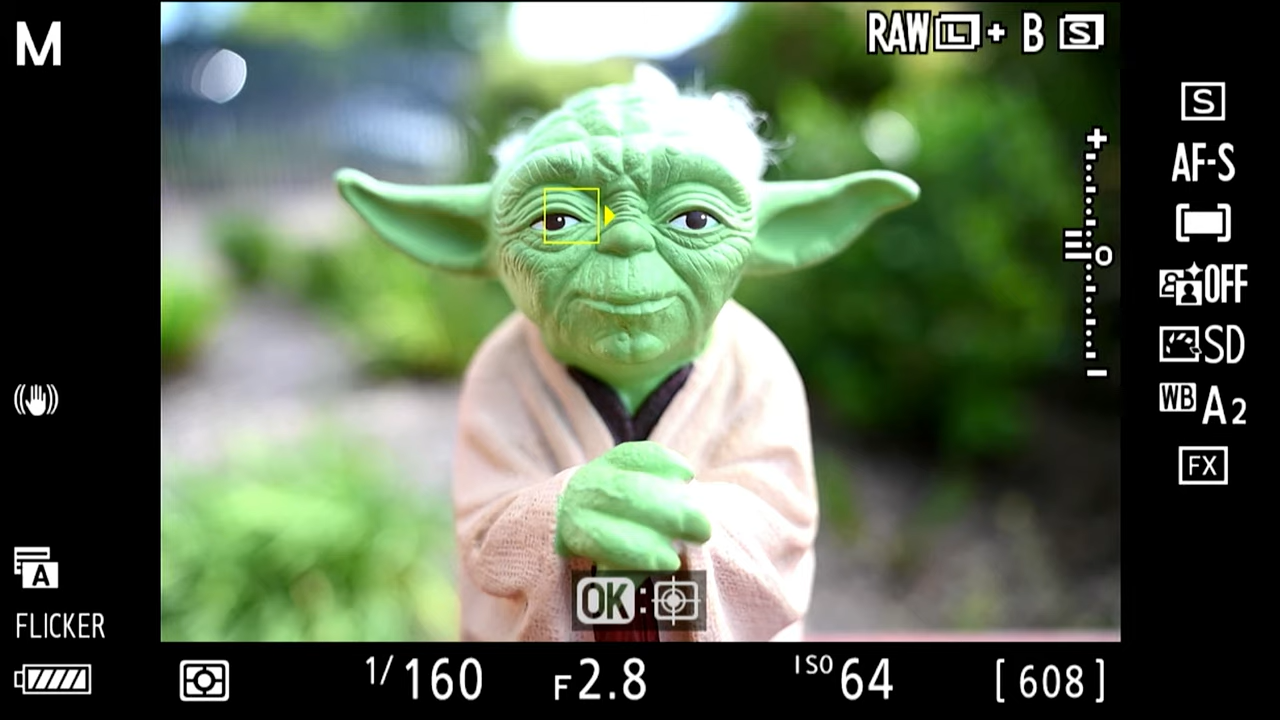 M
RAW L + B S
S
AF-S
OFF
SD
WB A2
FX
A
FLICKER
OK:
1/160 F2.8 ISO 64 [608]